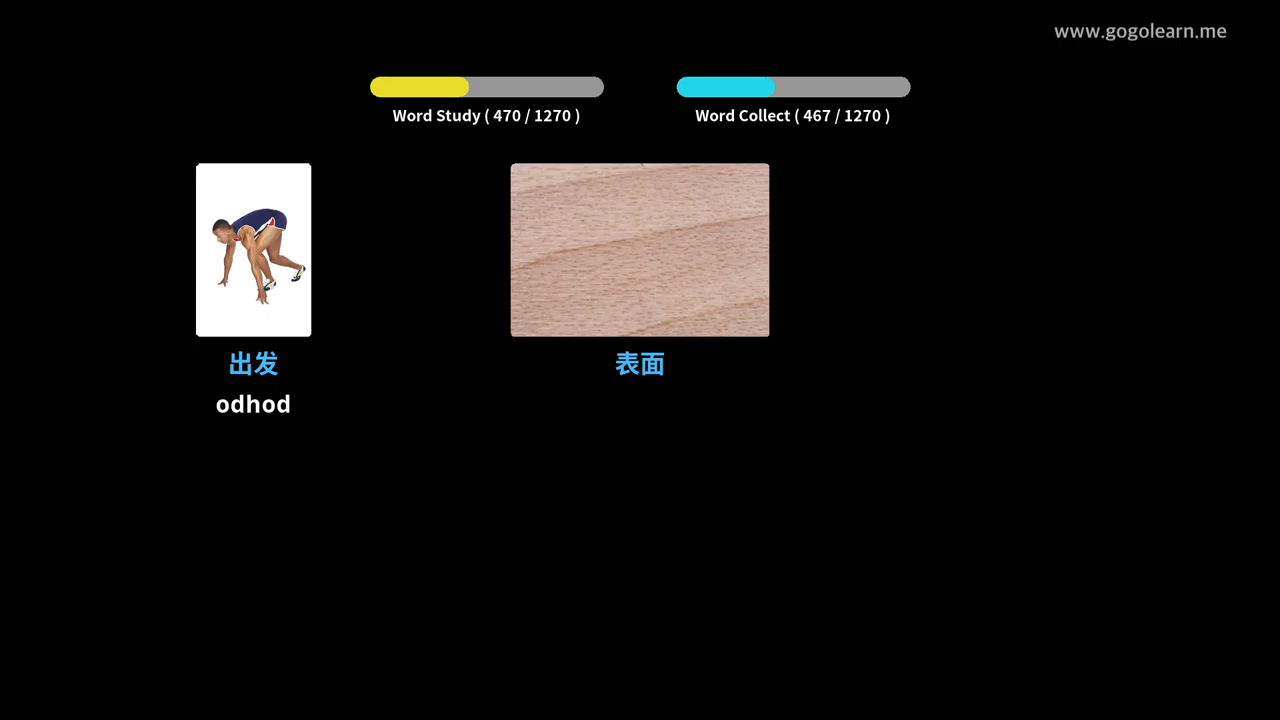 www.gogolearn.me
Word Study ( 470 / 1270 )
Word Collect ( 467 / 1270 )
出发
表面
odhod